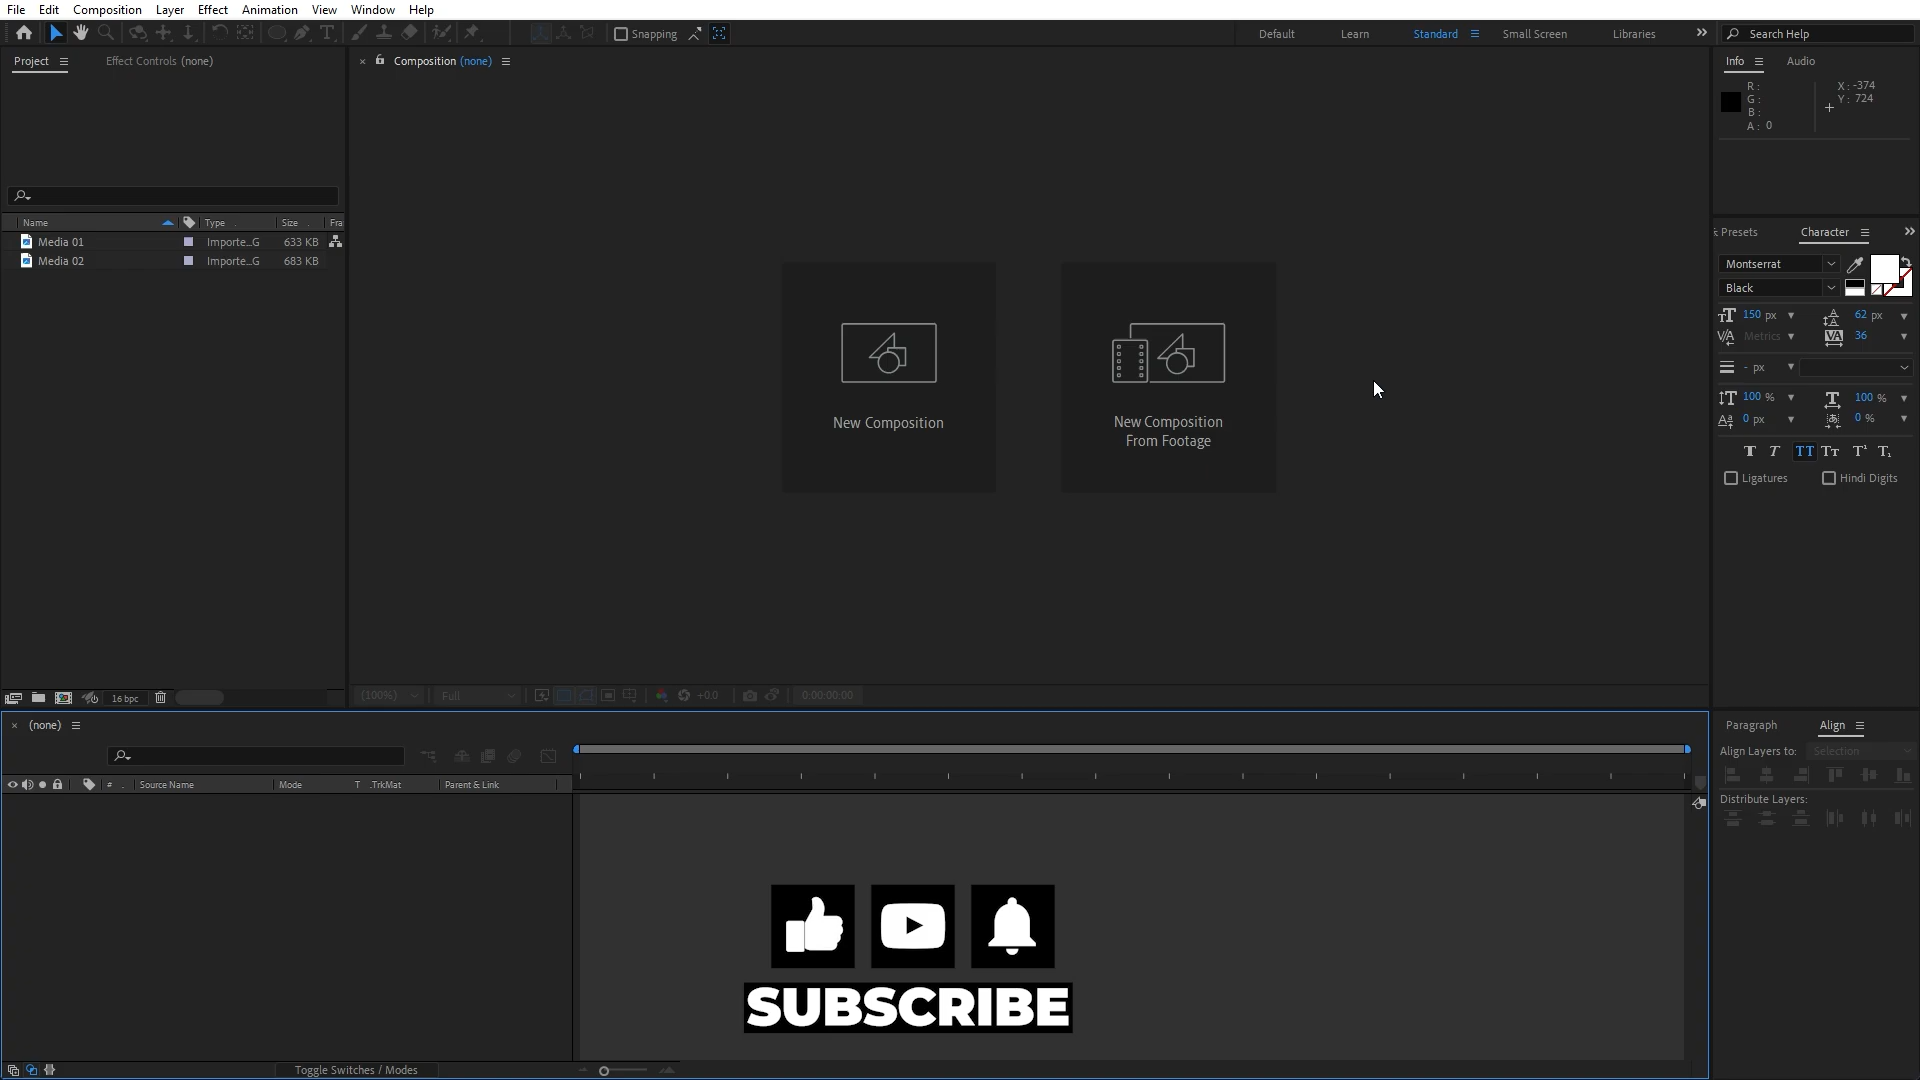 File Edit Composition Layer Effect Animation View Window Help
Snapping Default Learn Standard Small Screen Libraries Search Help
Project Effect Controls (none)
Composition (none)
Info Audio
R :
G :
B :
A : 0
X : -374
Y : 724
Name Type Size Fra
Media 01 Importe...G 633 KB
Media 02 Importe...G 683 KB
New Composition
New Composition
From Footage
Presets Character
Montserrat
Black
150 px 62 px
Metrics 36
- px
100 % 100 %
0 px 0 %
Ligatures Hindi Digits
16 bpc
(100%) Full +0.0 0:00:00:00
(none)
# Source Name Mode T .TrkMat Parent & Link
Paragraph Align
Align Layers to: Selection
Distribute Layers:
SUBSCRIBE
Toggle Switches / Modes